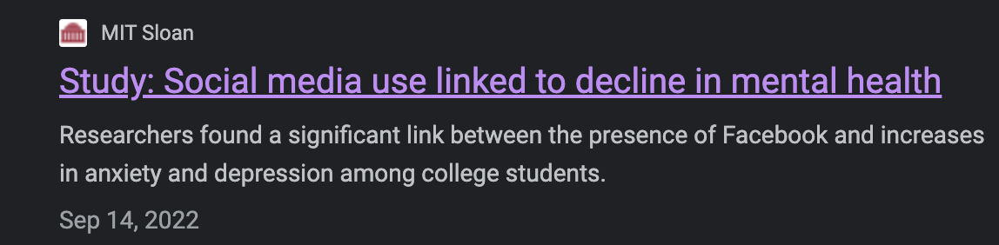 MIT Sloan
Study: Social media use linked to decline in mental health
Researchers found a significant link between the presence of Facebook and increases
in anxiety and depression among college students.
Sep 14, 2022